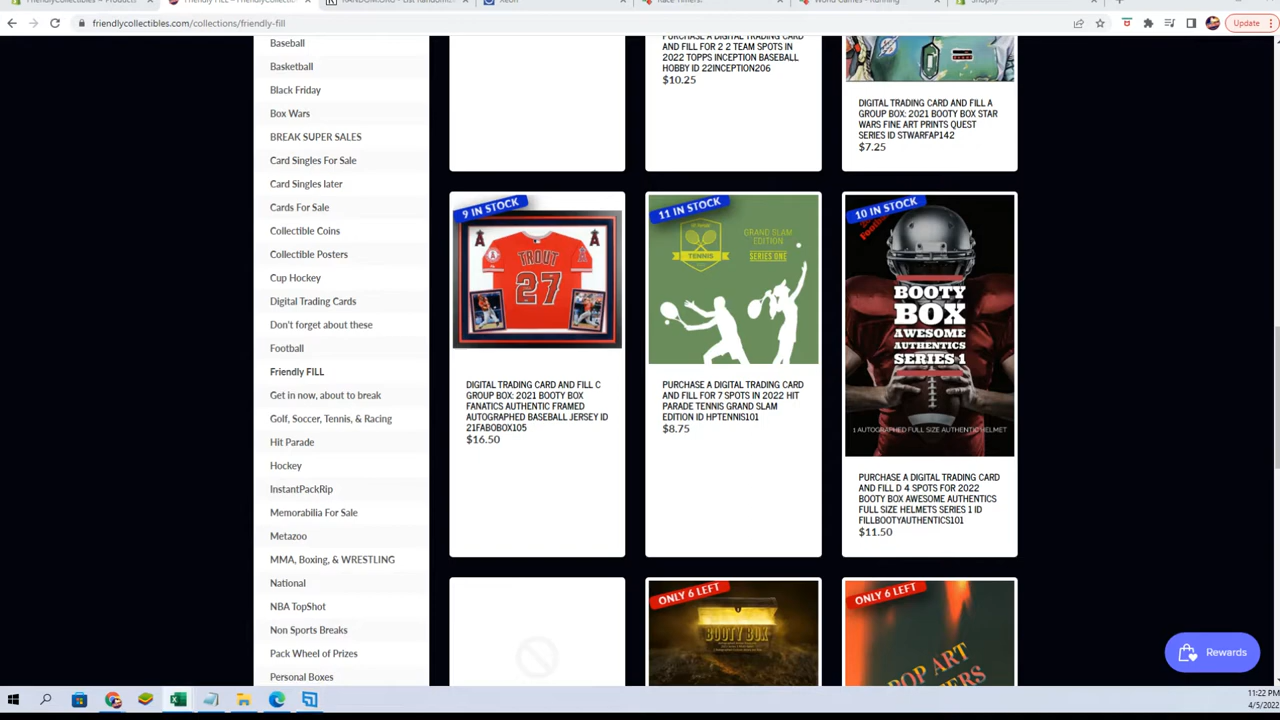 friendlycollectibles.com/collections/friendly-fill
Update
Baseball
Basketball
Black Friday
Box Wars
BREAK SUPER SALES
Card Singles For Sale
Card Singles later
Cards For Sale
Collectible Coins
Collectible Posters
Cup Hockey
Digital Trading Cards
Don't forget about these
Football
Friendly FILL
Get in now, about to break
Golf, Soccer, Tennis, & Racing
Hit Parade
Hockey
InstantPackRip
Memorabilia For Sale
Metazoo
MMA, Boxing, & WRESTLING
National
NBA TopShot
Non Sports Breaks
Pack Wheel of Prizes
Personal Boxes
PURCHASE A DIGITAL TRADING CARD
AND FILL FOR 2 2 TEAM SPOTS IN
2022 TOPPS INCEPTION BASEBALL
HOBBY ID 22INCEPTION206
$10.25
DIGITAL TRADING CARD AND FILL A
GROUP BOX: 2021 BOOTY BOX STAR
WARS FINE ART PRINTS QUEST
SERIES ID STWARFAP142
$7.25
9 IN STOCK
TROUT
27
DIGITAL TRADING CARD AND FILL C
GROUP BOX: 2021 BOOTY BOX
FANATICS AUTHENTIC FRAMED
AUTOGRAPHED BASEBALL JERSEY ID
21FABOBOX105
$16.50
11 IN STOCK
TENNIS
GRAND SLAM
EDITION
SERIES ONE
PURCHASE A DIGITAL TRADING CARD
AND FILL FOR 7 SPOTS IN 2022 HIT
PARADE TENNIS GRAND SLAM
EDITION ID HPTENNIS101
$8.75
10 IN STOCK
BOOTY
BOX
AWESOME
AUTHENTICS
SERIES 1
1 AUTOGRAPHED FULL SIZE AUTHENTIC HELMET
PURCHASE A DIGITAL TRADING CARD
AND FILL D 4 SPOTS FOR 2022
BOOTY BOX AWESOME AUTHENTICS
FULL SIZE HELMETS SERIES 1 ID
FILLBOOTYAUTHENTICS101
$11.50
ONLY 6 LEFT
BOOTY BOX
ONLY 6 LEFT
POP ART
Rewards
11:22 PM
4/5/2022